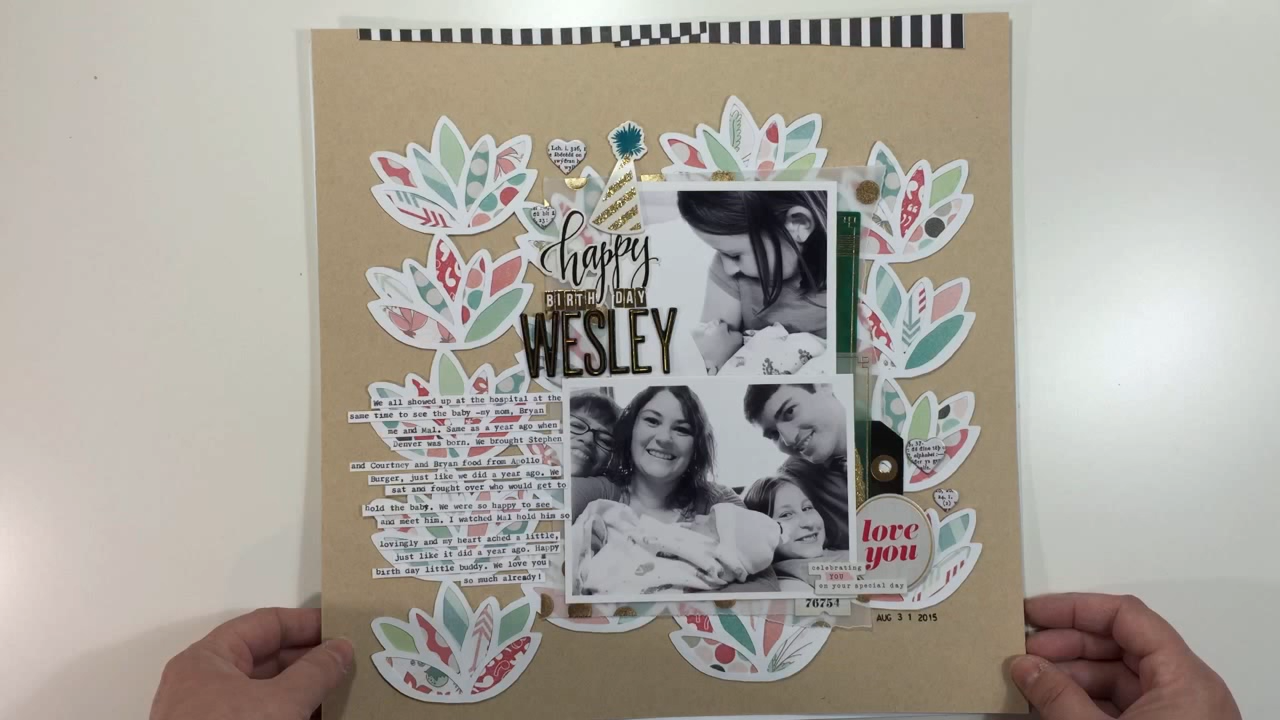 happy
BIRTH DAY
WESLEY
We all showed up at the hospital at the
same time to see the baby -my mom, Bryan
me and Mal. Same as a year ago when
Denver was born. We brought Stephen
and Courtney and Bryan food from A ollo
Burger, just like we did a year ago. We
sat and fought over who would get to
hold the baby. We were so happy to see
and meet him. I watched Mal hold him so
lovingly and my heart ached a little,
just like it did a year ago. Happy
birth day little buddy. We love you
so much already!
love
you
celebrating
YOU
on your special day
76754
AUG 3 1 2015